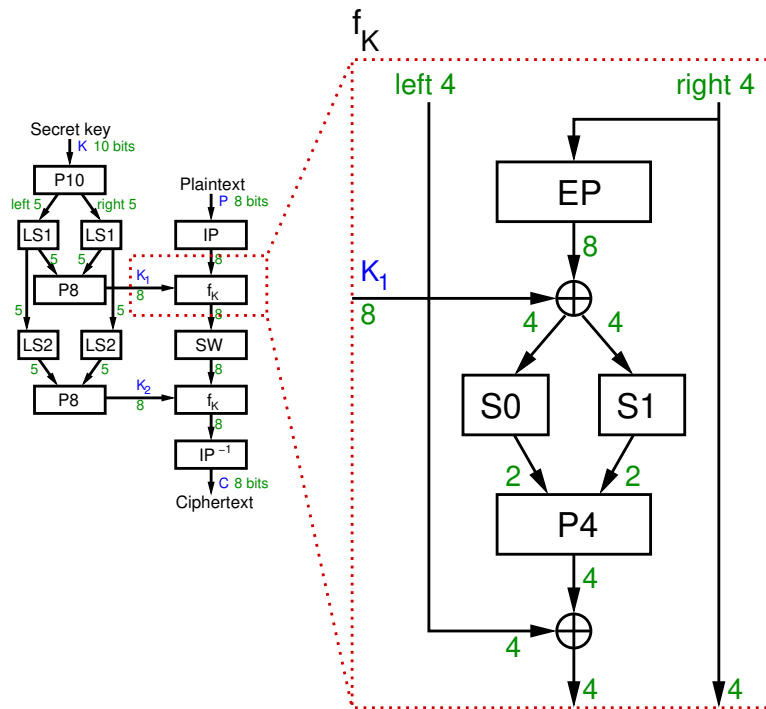 f_K
left 4 right 4
Secret key
K 10 bits
P10
left 5 right 5
LS1 LS1
5 5
P8
K_1
8
5 5
LS2 LS2
5 5
P8
K_2
8
Plaintext
P 8 bits
IP
8
f_K
8
SW
8
f_K
8
IP^-1
C 8 bits
Ciphertext
EP
8
K_1
8
4 4
S0 S1
2 2
P4
4
4
4 4